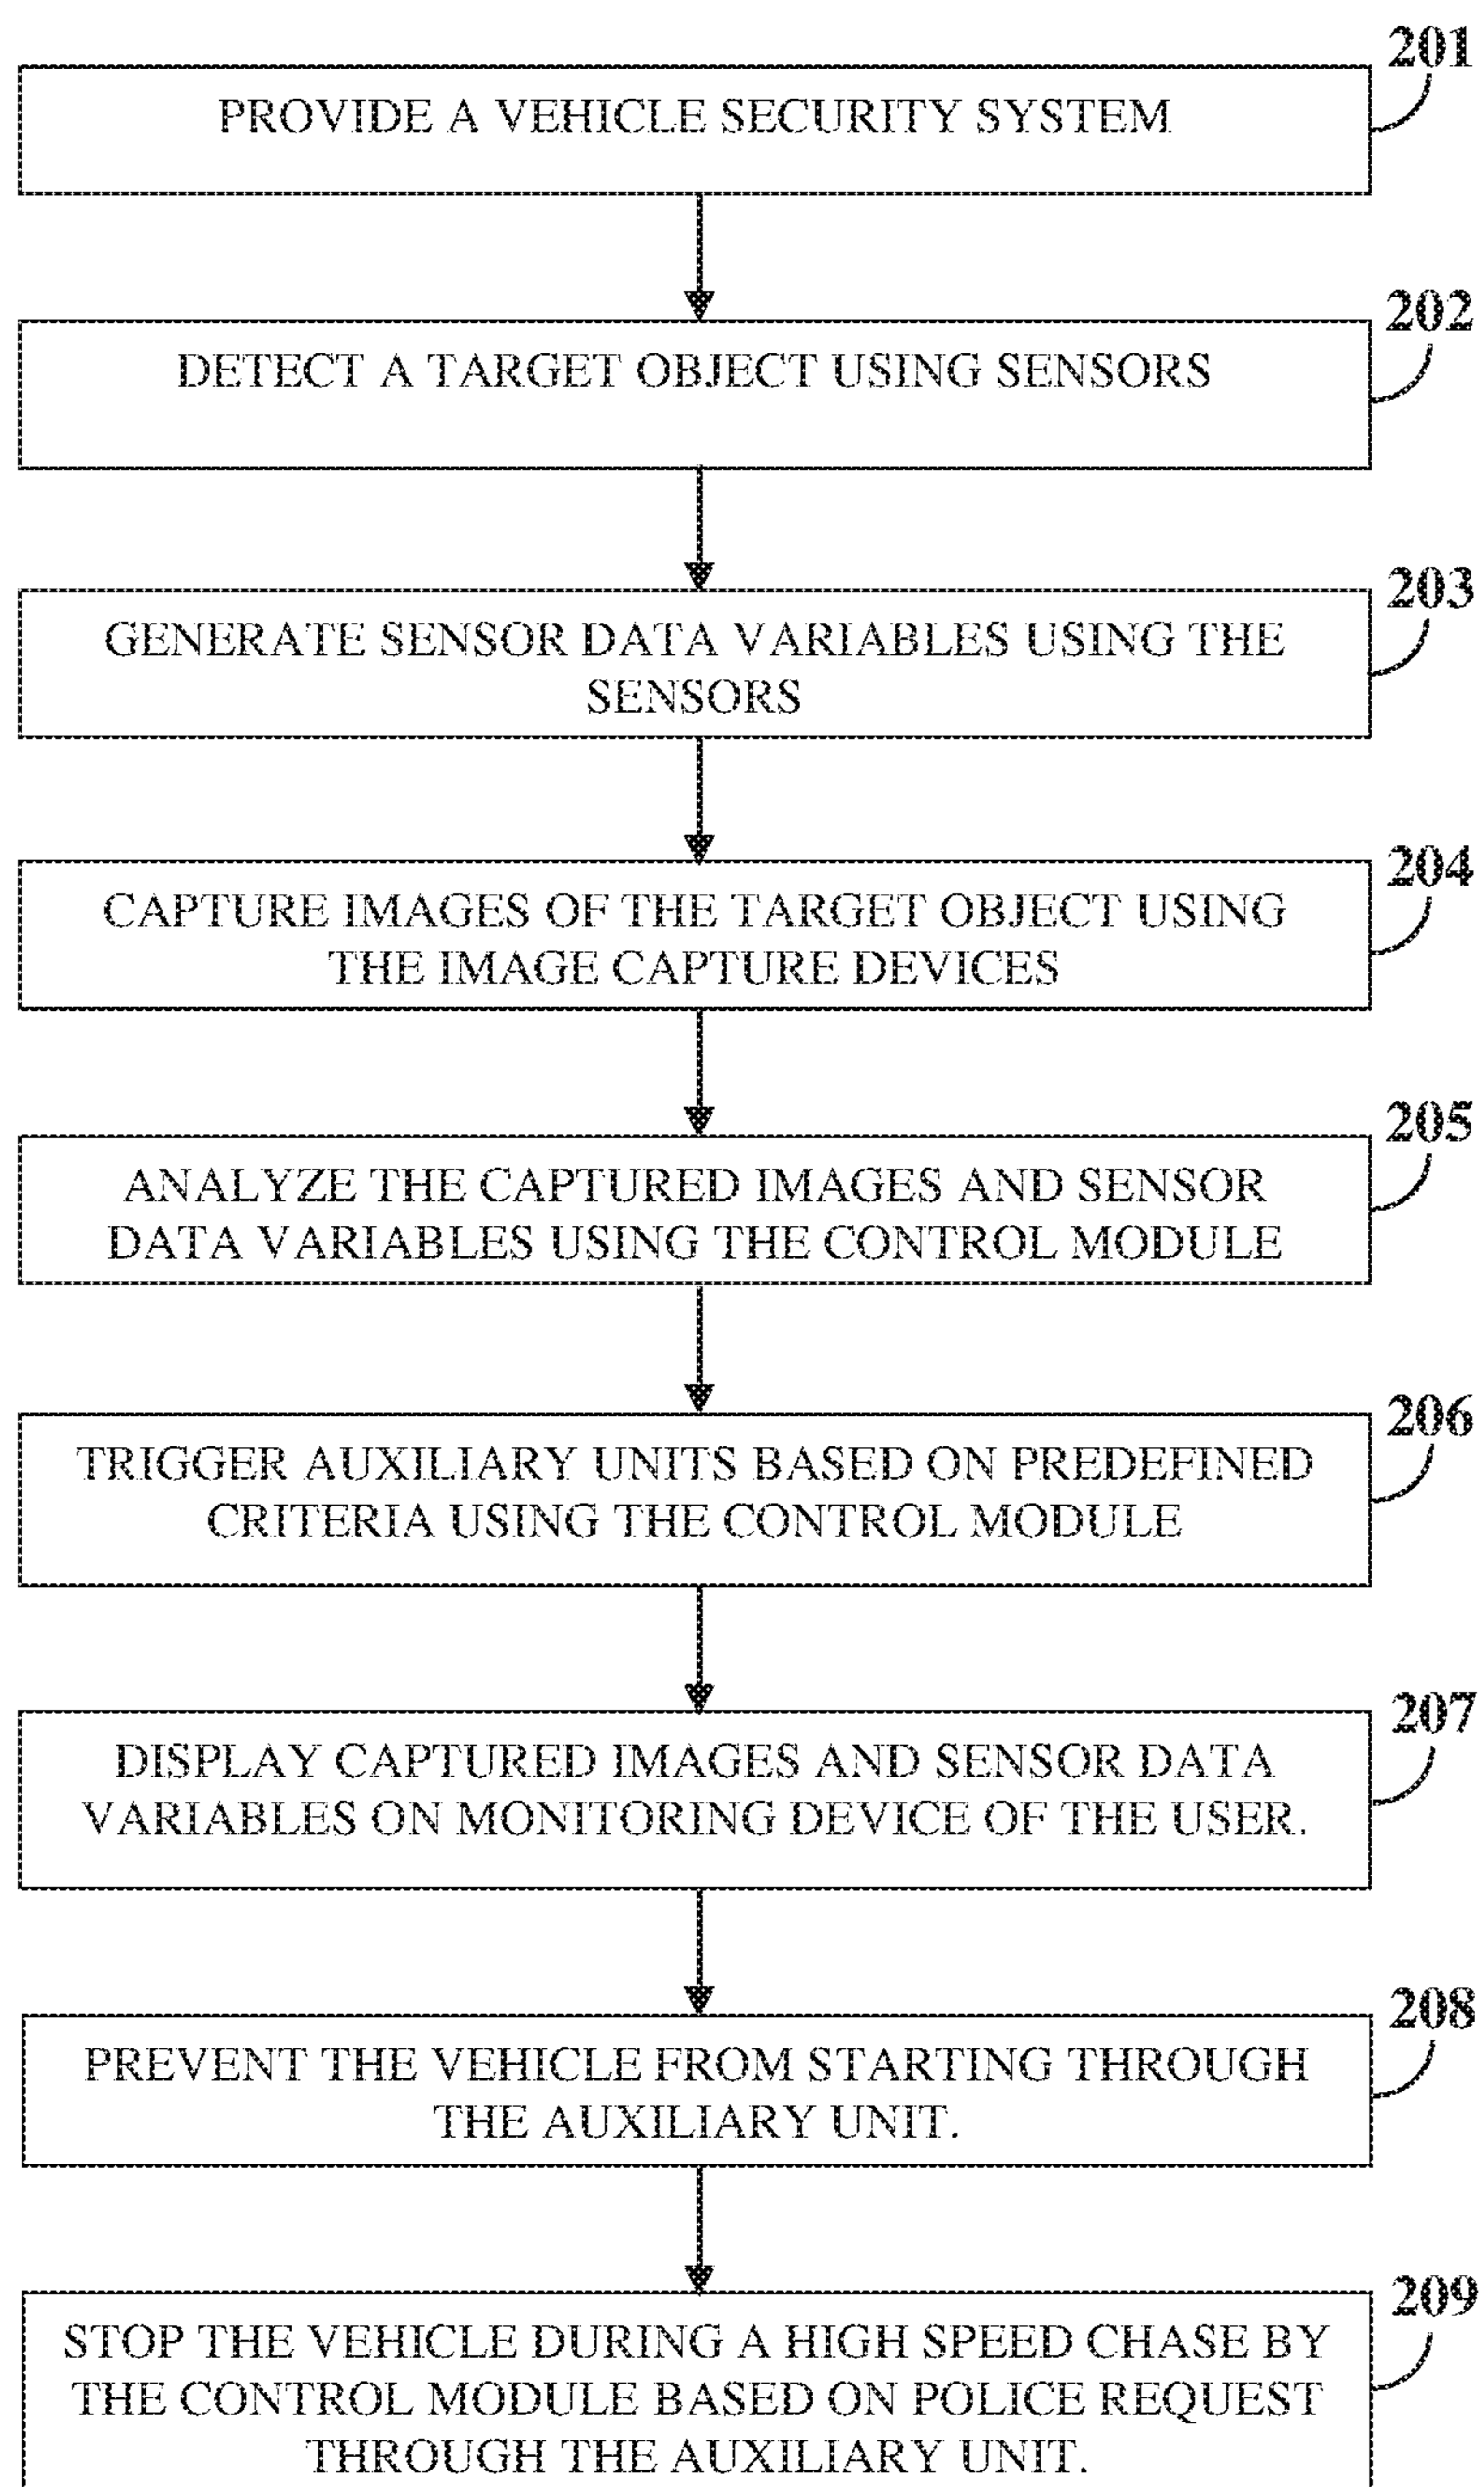 201
PROVIDE A VEHICLE SECURITY SYSTEM
202
DETECT A TARGET OBJECT USING SENSORS
203
GENERATE SENSOR DATA VARIABLES USING THE
SENSORS
204
CAPTURE IMAGES OF THE TARGET OBJECT USING
THE IMAGE CAPTURE DEVICES
205
ANALYZE THE CAPTURED IMAGES AND SENSOR
DATA VARIABLES USING THE CONTROL MODULE
206
TRIGGER AUXILIARY UNITS BASED ON PREDEFINED
CRITERIA USING THE CONTROL MODULE
207
DISPLAY CAPTURED IMAGES AND SENSOR DATA
VARIABLES ON MONITORING DEVICE OF THE USER.
208
PREVENT THE VEHICLE FROM STARTING THROUGH
THE AUXILIARY UNIT.
209
STOP THE VEHICLE DURING A HIGH SPEED CHASE BY
THE CONTROL MODULE BASED ON POLICE REQUEST
THROUGH THE AUXILIARY UNIT.